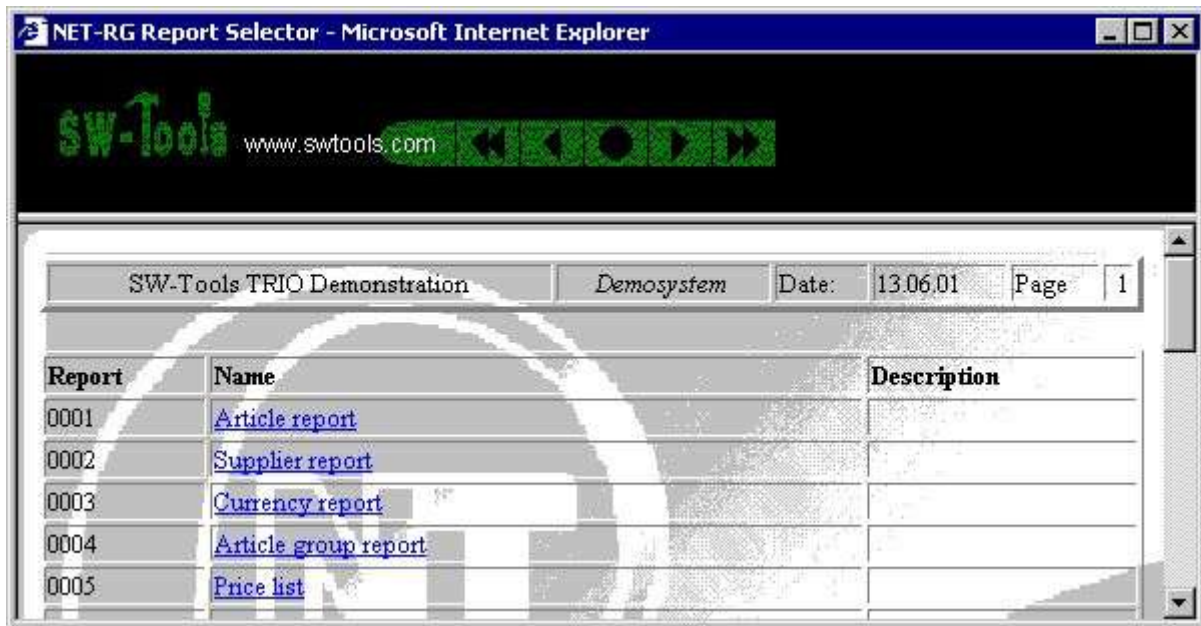 NET-RG Report Selector - Microsoft Internet Explorer
SW-Tools www.swtools.com
SW-Tools TRIO Demonstration Demosystem Date: 13.06.01 Page 1
Report Name Description
0001 Article report
0002 Supplier report
0003 Currency report
0004 Article group report
0005 Price list